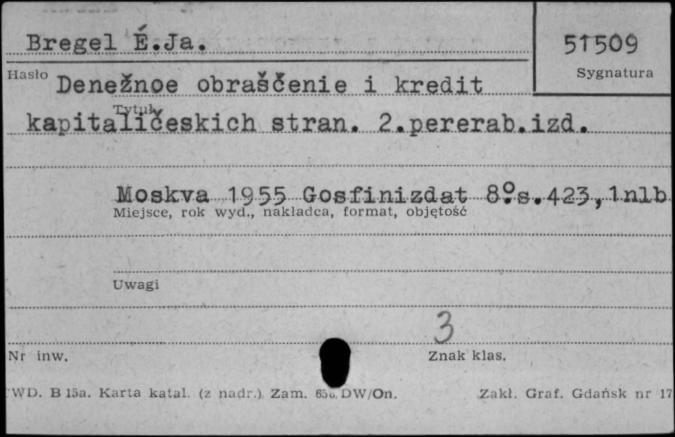 Bregel É.Ja.
51509
Hasło
Sygnatura
Denežnoe obraščenie i kredit
Tytuł
kapitaličeskich stran. 2.pererab.izd.
Moskva 1955 Gosfinizdat 8°.s.423,1nlb
Miejsce, rok wyd., nakładca, format, objętość
Uwagi
3
Nr inw.
Znak klas.
WD. B 15a. Karta katal. (z nadr.) Zam. 656. DW/On.
Zakł. Graf. Gdańsk nr 17